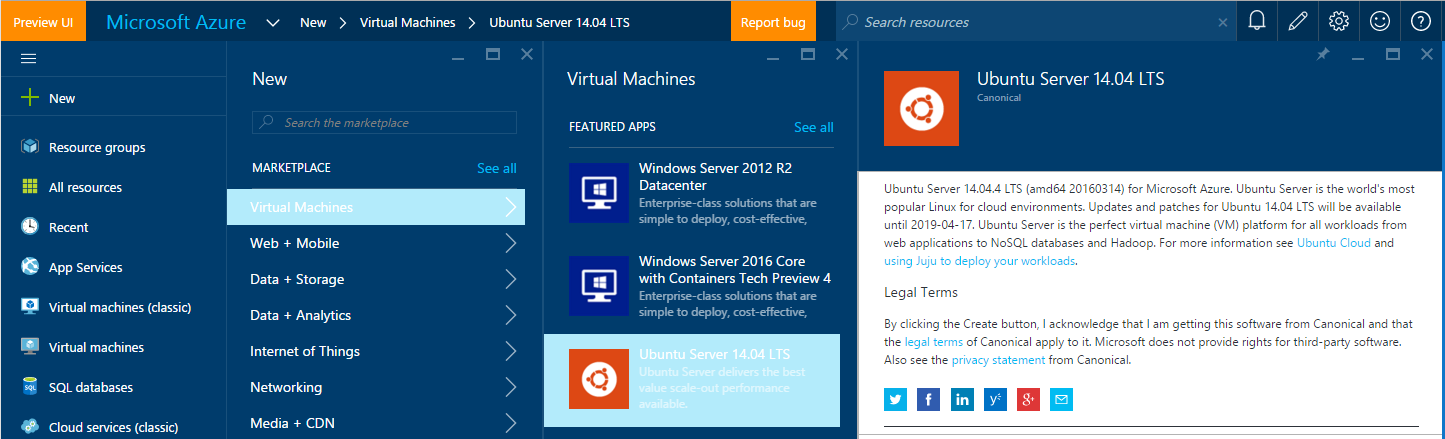 Preview UI
Microsoft Azure
New
Virtual Machines
Ubuntu Server 14.04 LTS
Report bug
Search resources
New
Resource groups
All resources
Recent
App Services
Virtual machines (classic)
Virtual machines
SQL databases
Cloud services (classic)
New
Search the marketplace
MARKETPLACE
See all
Virtual Machines
Web + Mobile
Data + Storage
Data + Analytics
Internet of Things
Networking
Media + CDN
Virtual Machines
FEATURED APPS
See all
Windows Server 2012 R2
Datacenter
Enterprise-class solutions that are
simple to deploy, cost-effective,
Windows Server 2016 Core
with Containers Tech Preview 4
Enterprise-class solutions that are
simple to deploy, cost-effective,
Ubuntu Server 14.04 LTS
Ubuntu Server delivers the best
value scale-out performance
available.
Ubuntu Server 14.04 LTS
Canonical
Ubuntu Server 14.04.4 LTS (amd64 20160314) for Microsoft Azure. Ubuntu Server is the world's most
popular Linux for cloud environments. Updates and patches for Ubuntu 14.04 LTS will be available
until 2019-04-17. Ubuntu Server is the perfect virtual machine (VM) platform for all workloads from
web applications to NoSQL databases and Hadoop. For more information see Ubuntu Cloud and
using Juju to deploy your workloads.
Legal Terms
By clicking the Create button, I acknowledge that I am getting this software from Canonical and that
the legal terms of Canonical apply to it. Microsoft does not provide rights for third-party software.
Also see the privacy statement from Canonical.